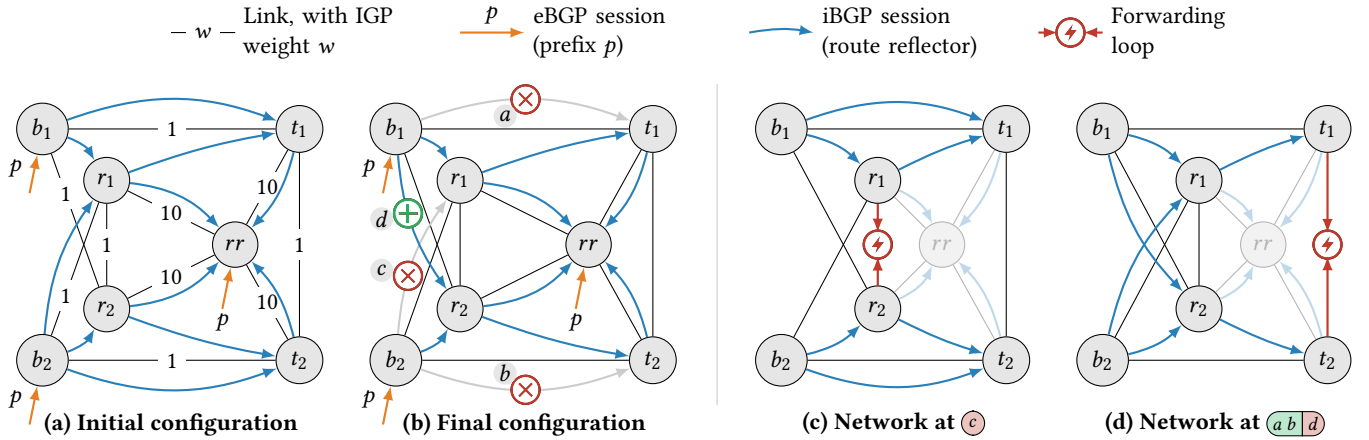 – w – Link, with IGP weight w
p eBGP session (prefix p)
iBGP session (route reflector)
Forwarding loop
b1
1
t1
p
r1
1
10
10
1
rr
1
10
1
r2
10
p
b2
1
t2
p
(a) Initial configuration
a
b1
t1
p
r1
d
rr
c
r2
p
b2
b
t2
p
(b) Final configuration
b1
t1
r1
rr
r2
b2
t2
(c) Network at c
b1
t1
r1
rr
r2
b2
t2
(d) Network at a b d